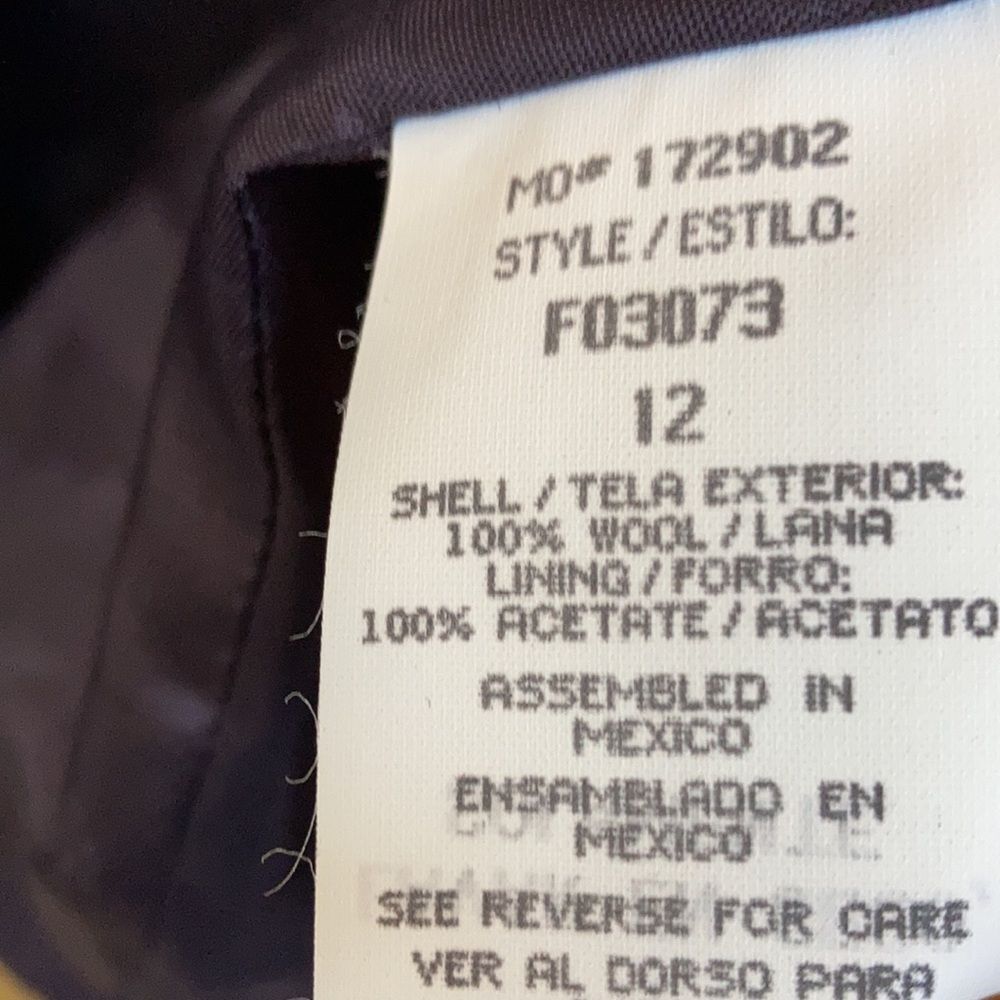 MO# 172902
STYLE / ESTILO:
F03073
12
SHELL / TELA EXTERIOR:
100% WOOL / LANA
LINING / FORRO:
100% ACETATE / ACETATO
ASSEMBLED IN
MEXICO
ENSAMBLADO EN
MEXICO
SEE REVERSE FOR CARE
VER AL DORSO PARA